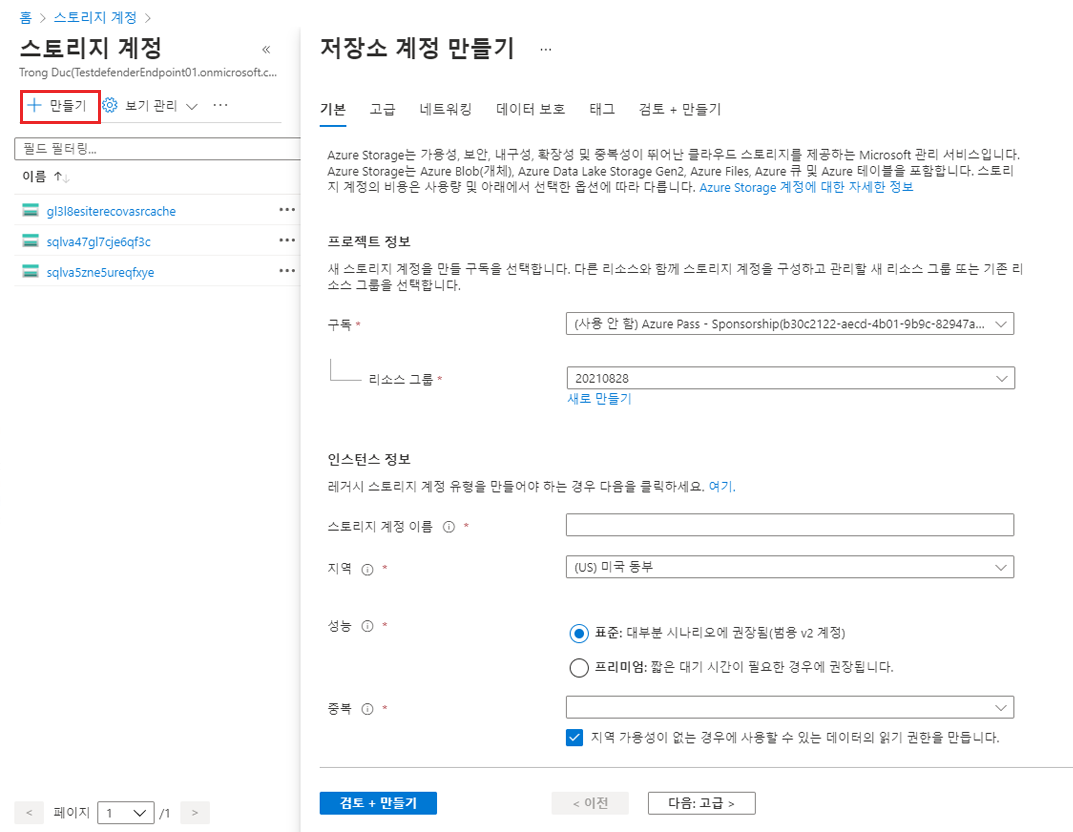 홈 > 스토리지 계정 >
스토리지 계정 «
Trong Duc(TestdefenderEndpoint01.onmicrosoft.c...
+ 만들기 보기 관리 ...
필드 필터링...
이름 ↑↓
gl3l8esiterecovasrcache ...
sqlva47gl7cje6qf3c ...
sqlva5zne5ureqfxye ...
< 페이지 1 /1 >
저장소 계정 만들기 ...
기본 고급 네트워킹 데이터 보호 태그 검토 + 만들기
Azure Storage는 가용성, 보안, 내구성, 확장성 및 중복성이 뛰어난 클라우드 스토리지를 제공하는 Microsoft 관리 서비스입니다.
Azure Storage는 Azure Blob(개체), Azure Data Lake Storage Gen2, Azure Files, Azure 큐 및 Azure 테이블을 포함합니다. 스토리
지 계정의 비용은 사용량 및 아래에서 선택한 옵션에 따라 다릅니다. Azure Storage 계정에 대한 자세한 정보
프로젝트 정보
새 스토리지 계정을 만들 구독을 선택합니다. 다른 리소스와 함께 스토리지 계정을 구성하고 관리할 새 리소스 그룹 또는 기존 리
소스 그룹을 선택합니다.
구독 *
(사용 안 함) Azure Pass - Sponsorship(b30c2122-aecd-4b01-9b9c-82947a...
리소스 그룹 *
20210828
새로 만들기
인스턴스 정보
레거시 스토리지 계정 유형을 만들어야 하는 경우 다음을 클릭하세요. 여기.
스토리지 계정 이름 *
지역 *
(US) 미국 동부
성능 *
표준: 대부분 시나리오에 권장됨(범용 v2 계정)
프리미엄: 짧은 대기 시간이 필요한 경우에 권장됩니다.
중복 *
지역 가용성이 없는 경우에 사용할 수 있는 데이터의 읽기 권한을 만듭니다.
검토 + 만들기
< 이전
다음: 고급 >